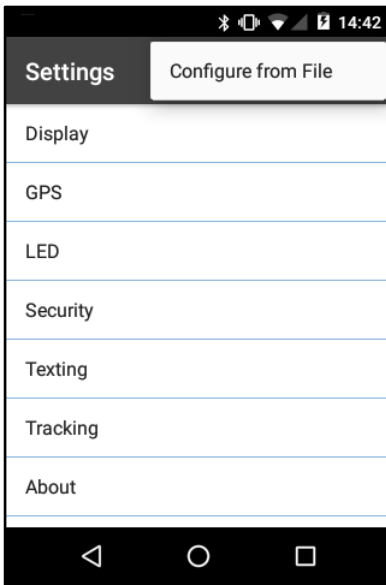 14:42
Settings
Configure from File
Display
GPS
LED
Security
Texting
Tracking
About